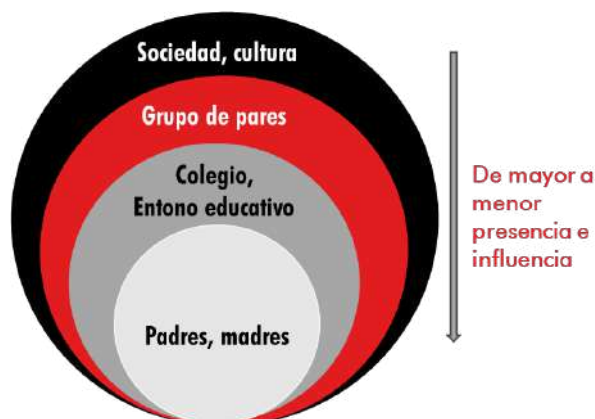 Sociedad, cultura
Grupo de pares
Colegio,
Entono educativo
Padres, madres
De mayor a
menor
presencia e
influencia